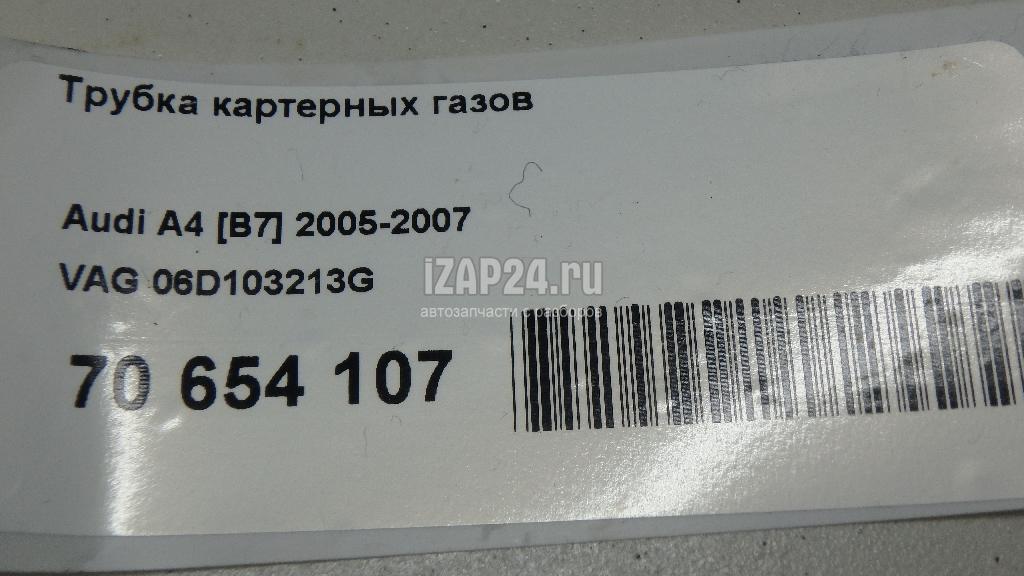 Трубка картерных газов
Audi A4 [B7] 2005-2007
VAG 06D103213G
iZAP24.ru
автозапчасти с разборов
70 654 107